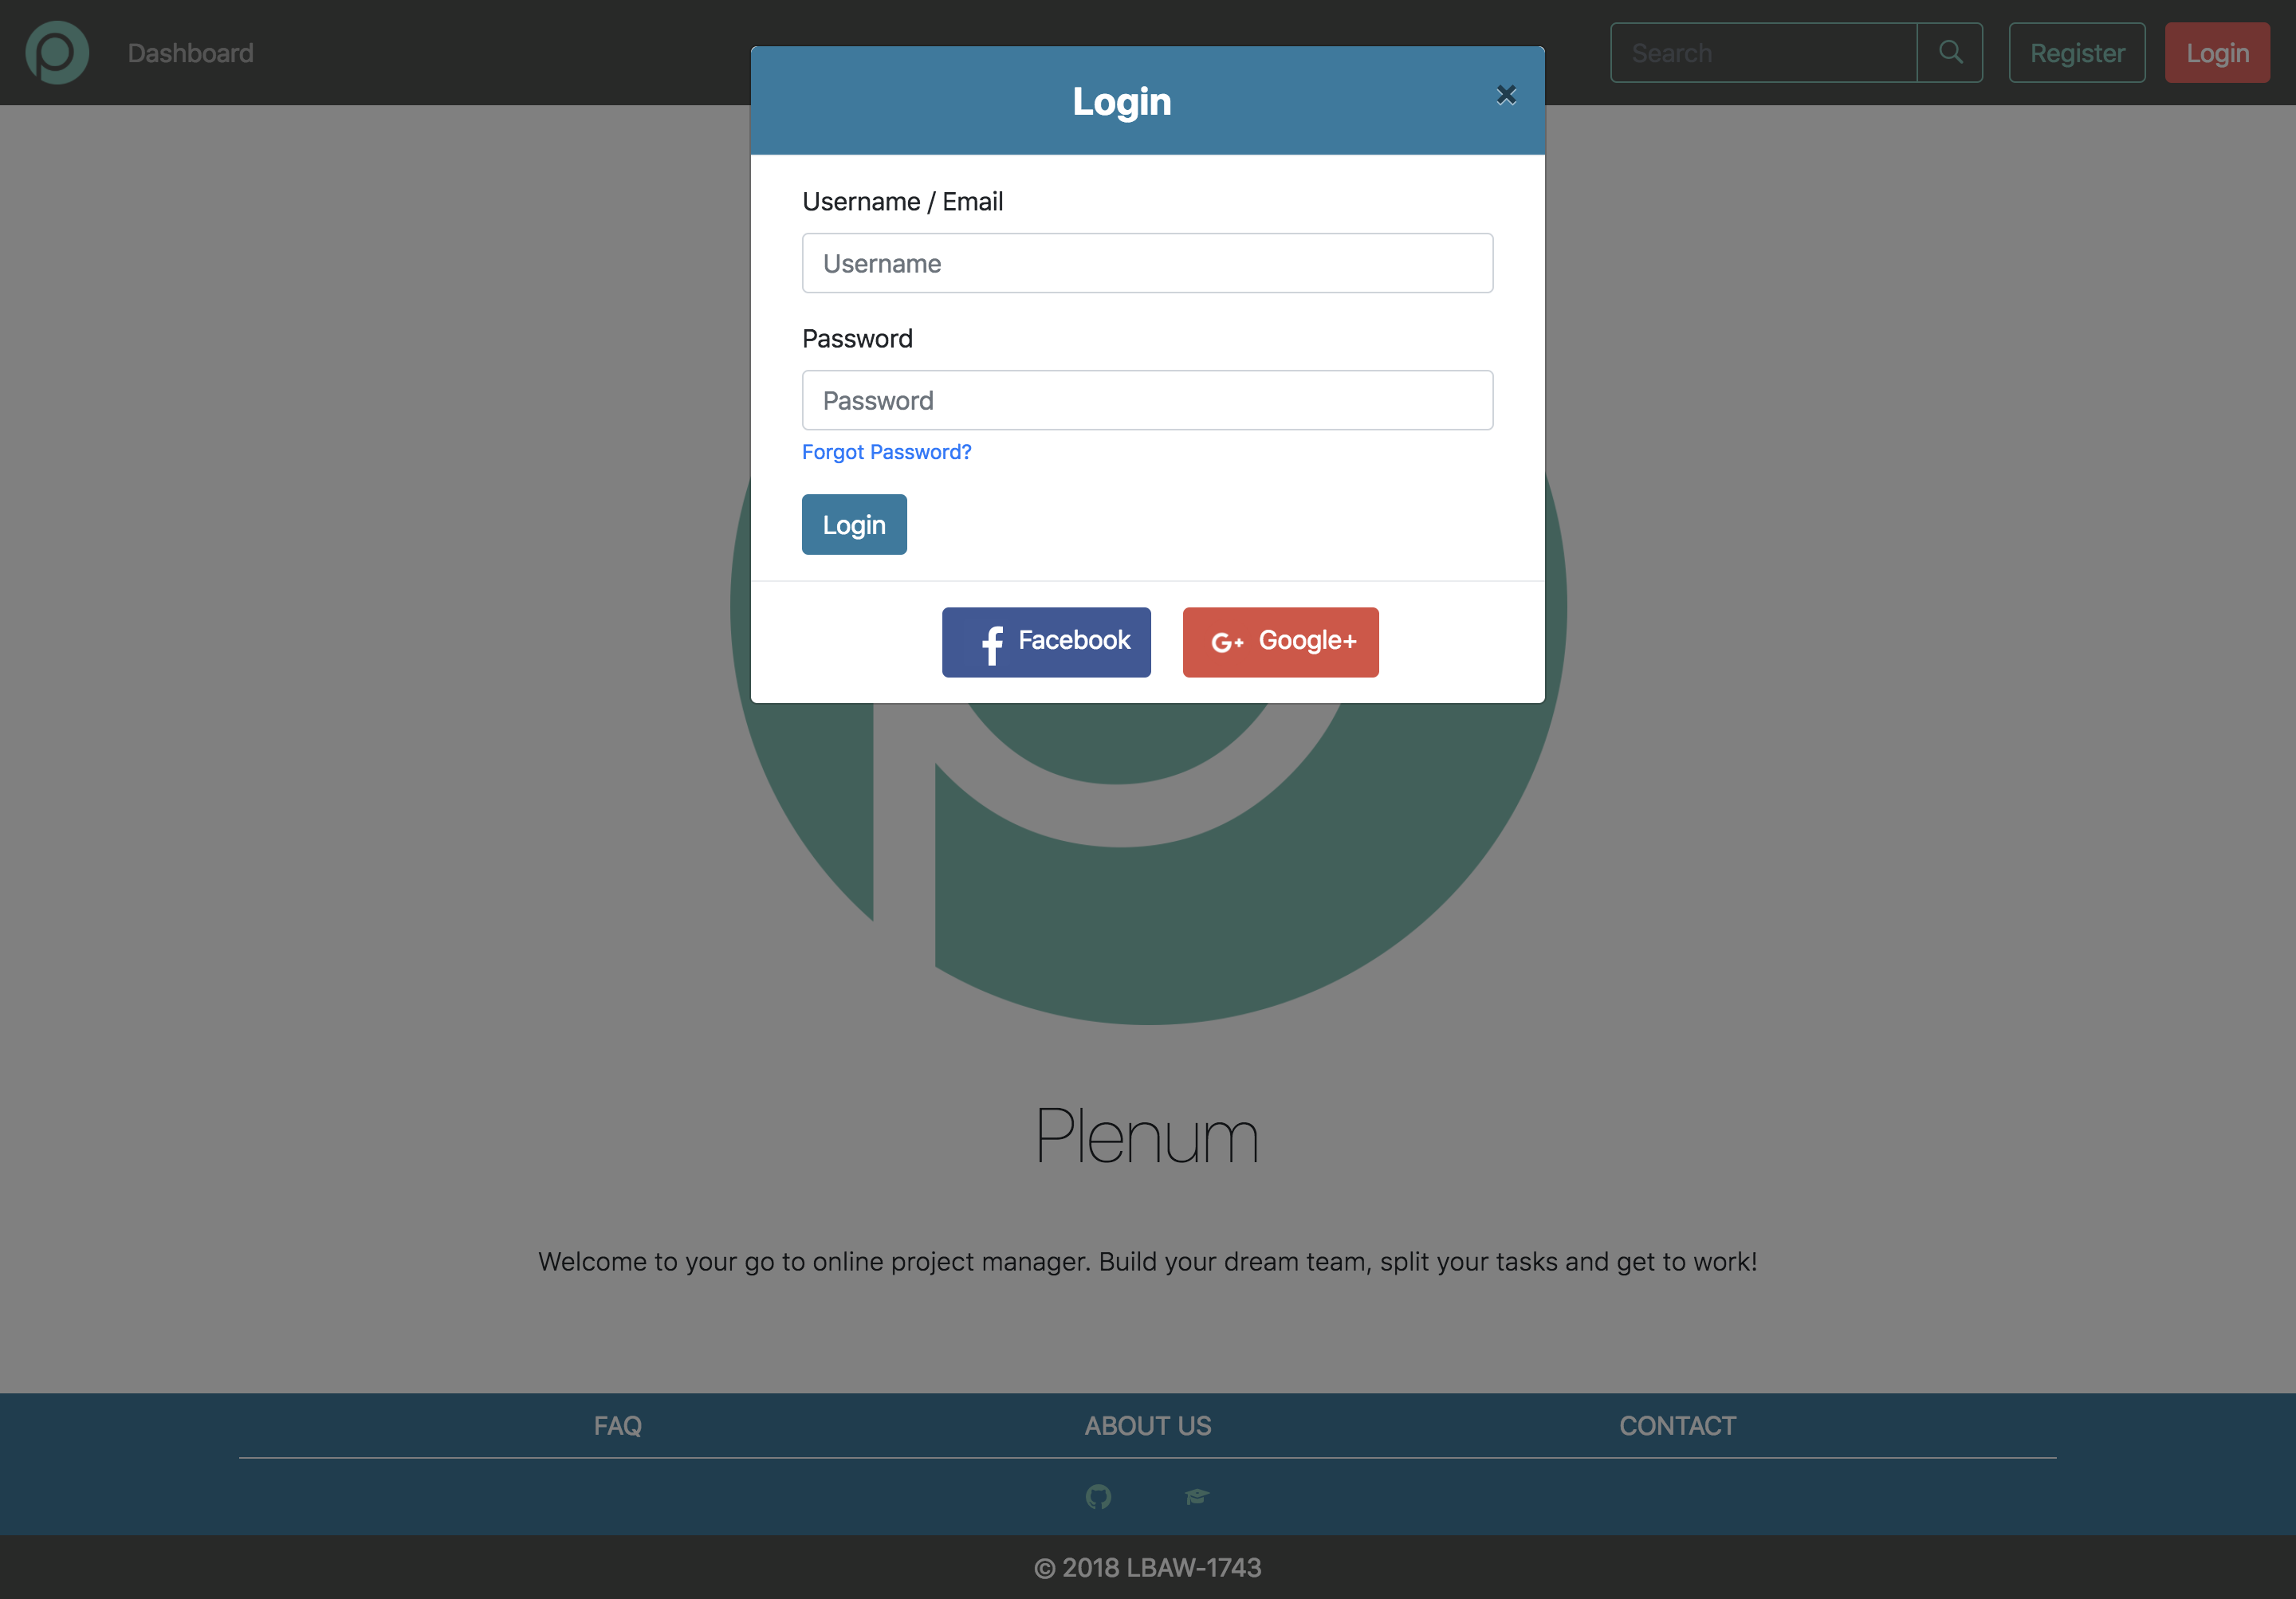 Dashboard
Search
Register
Login
Login
×
Username / Email
Username
Password
Password
Forgot Password?
Login
Facebook
G+ Google+
Plenum
Welcome to your go to online project manager. Build your dream team, split your tasks and get to work!
FAQ
ABOUT US
CONTACT
© 2018 LBAW-1743